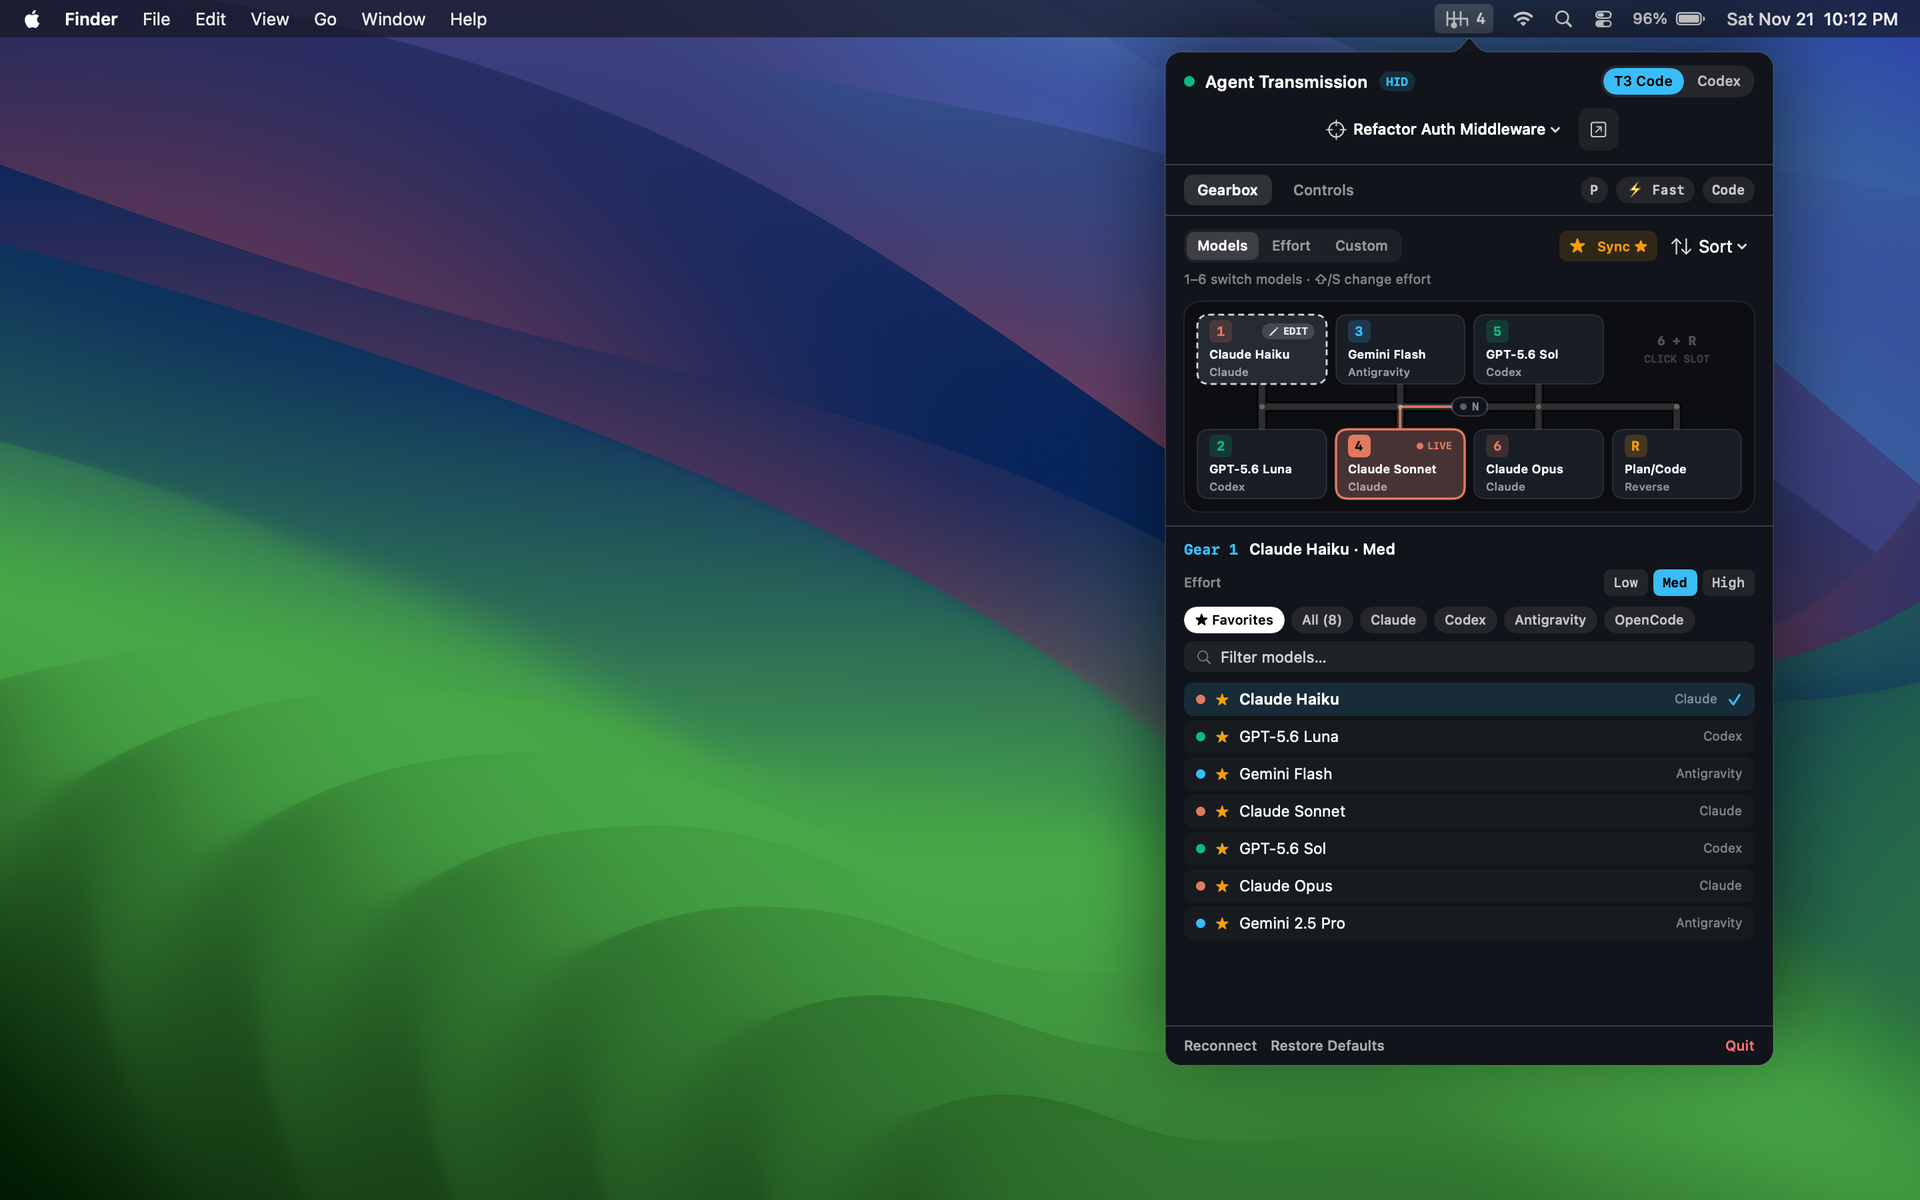 Finder File Edit View Go Window Help 4 96% Sat Nov 21 10:12 PM
Agent Transmission HID T3 Code Codex
Refactor Auth Middleware
Gearbox Controls P ⚡ Fast Code
Models Effort Custom ★ Sync ★ Sort
1–6 switch models · ⇧/S change effort
1 EDIT 3 5 6 + R
Claude Haiku Gemini Flash GPT-5.6 Sol CLICK SLOT
Claude Antigravity Codex
N
2 4 LIVE 6 R
GPT-5.6 Luna Claude Sonnet Claude Opus Plan/Code
Codex Claude Claude Reverse
Gear 1 Claude Haiku · Med
Effort Low Med High
★ Favorites All (8) Claude Codex Antigravity OpenCode
Filter models...
★ Claude Haiku Claude ✓
★ GPT-5.6 Luna Codex
★ Gemini Flash Antigravity
★ Claude Sonnet Claude
★ GPT-5.6 Sol Codex
★ Claude Opus Claude
★ Gemini 2.5 Pro Antigravity
Reconnect Restore Defaults Quit